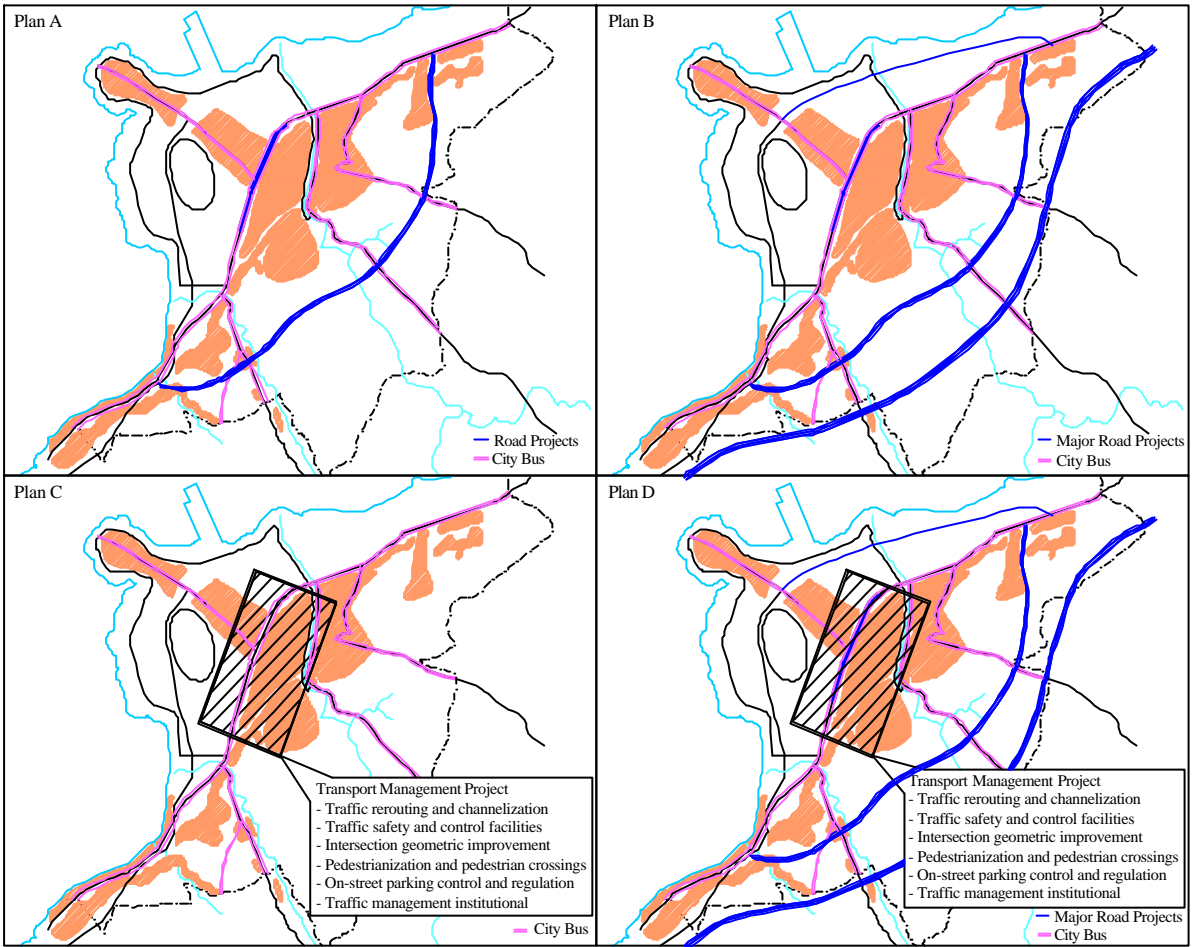 Plan A
Road Projects
City Bus
Plan B
Major Road Projects
City Bus
Plan C
Transport Management Project
- Traffic rerouting and channelization
- Traffic safety and control facilities
- Intersection geometric improvement
- Pedestrianization and pedestrian crossings
- On-street parking control and regulation
- Traffic management institutional
City Bus
Plan D
Transport Management Project
- Traffic rerouting and channelization
- Traffic safety and control facilities
- Intersection geometric improvement
- Pedestrianization and pedestrian crossings
- On-street parking control and regulation
- Traffic management institutional
Major Road Projects
City Bus